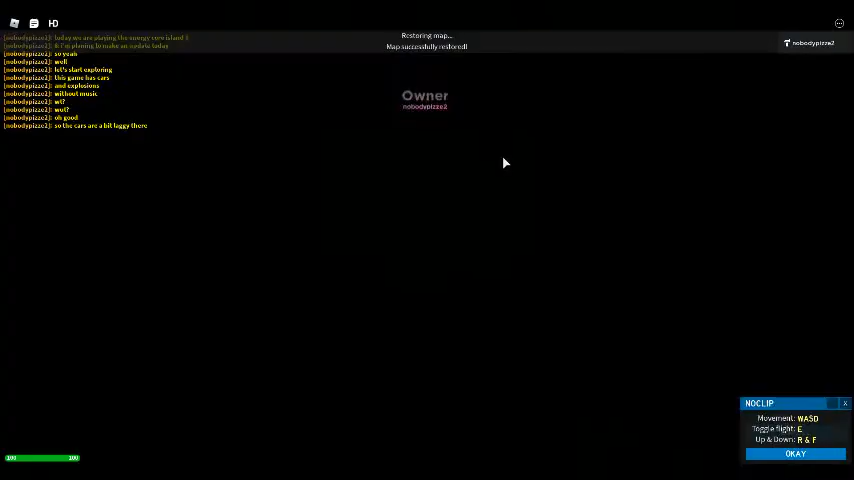 HD
Restoring map...
Map successfully restored!
nobodypizze2
[nobodypizze2]: today we are playing the energy core island II
[nobodypizze2]: & i'm planing to make an update today
[nobodypizze2]: so yeah
[nobodypizze2]: well
[nobodypizze2]: let's start exploring
[nobodypizze2]: this game has cars
[nobodypizze2]: and explosions
[nobodypizze2]: without music
[nobodypizze2]: wt?
[nobodypizze2]: wut?
[nobodypizze2]: oh good
[nobodypizze2]: so the cars are a bit laggy there
Owner
nobodypizze2
NOCLIP
X
Movement: WASD
Toggle flight: E
Up & Down: R & F
OKAY
100 100